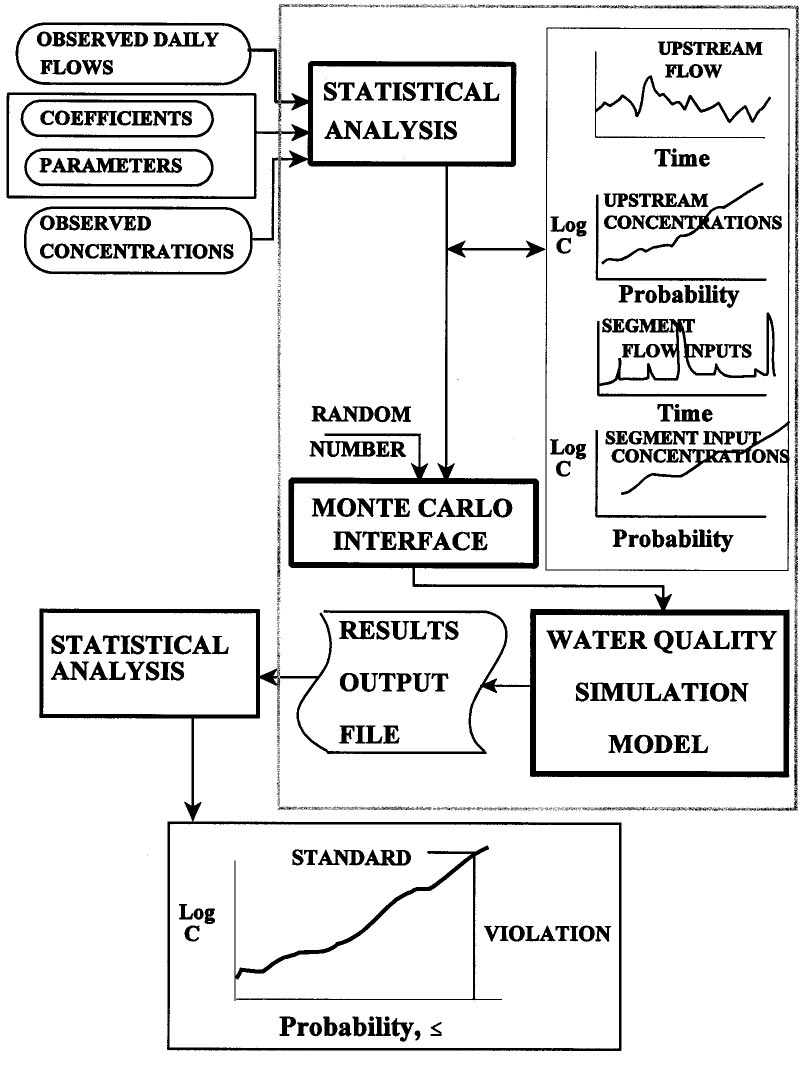 OBSERVED DAILY
FLOWS
COEFFICIENTS
PARAMETERS
OBSERVED
CONCENTRATIONS
STATISTICAL
ANALYSIS
UPSTREAM
FLOW
Time
UPSTREAM
CONCENTRATIONS
Log
C
Probability
SEGMENT
FLOW INPUTS
Time
SEGMENT INPUT
CONCENTRATIONS
Log
C
Probability
RANDOM
NUMBER
MONTE CARLO
INTERFACE
WATER QUALITY
SIMULATION
MODEL
RESULTS
OUTPUT
FILE
STATISTICAL
ANALYSIS
STANDARD
Log
C
VIOLATION
Probability, ≤